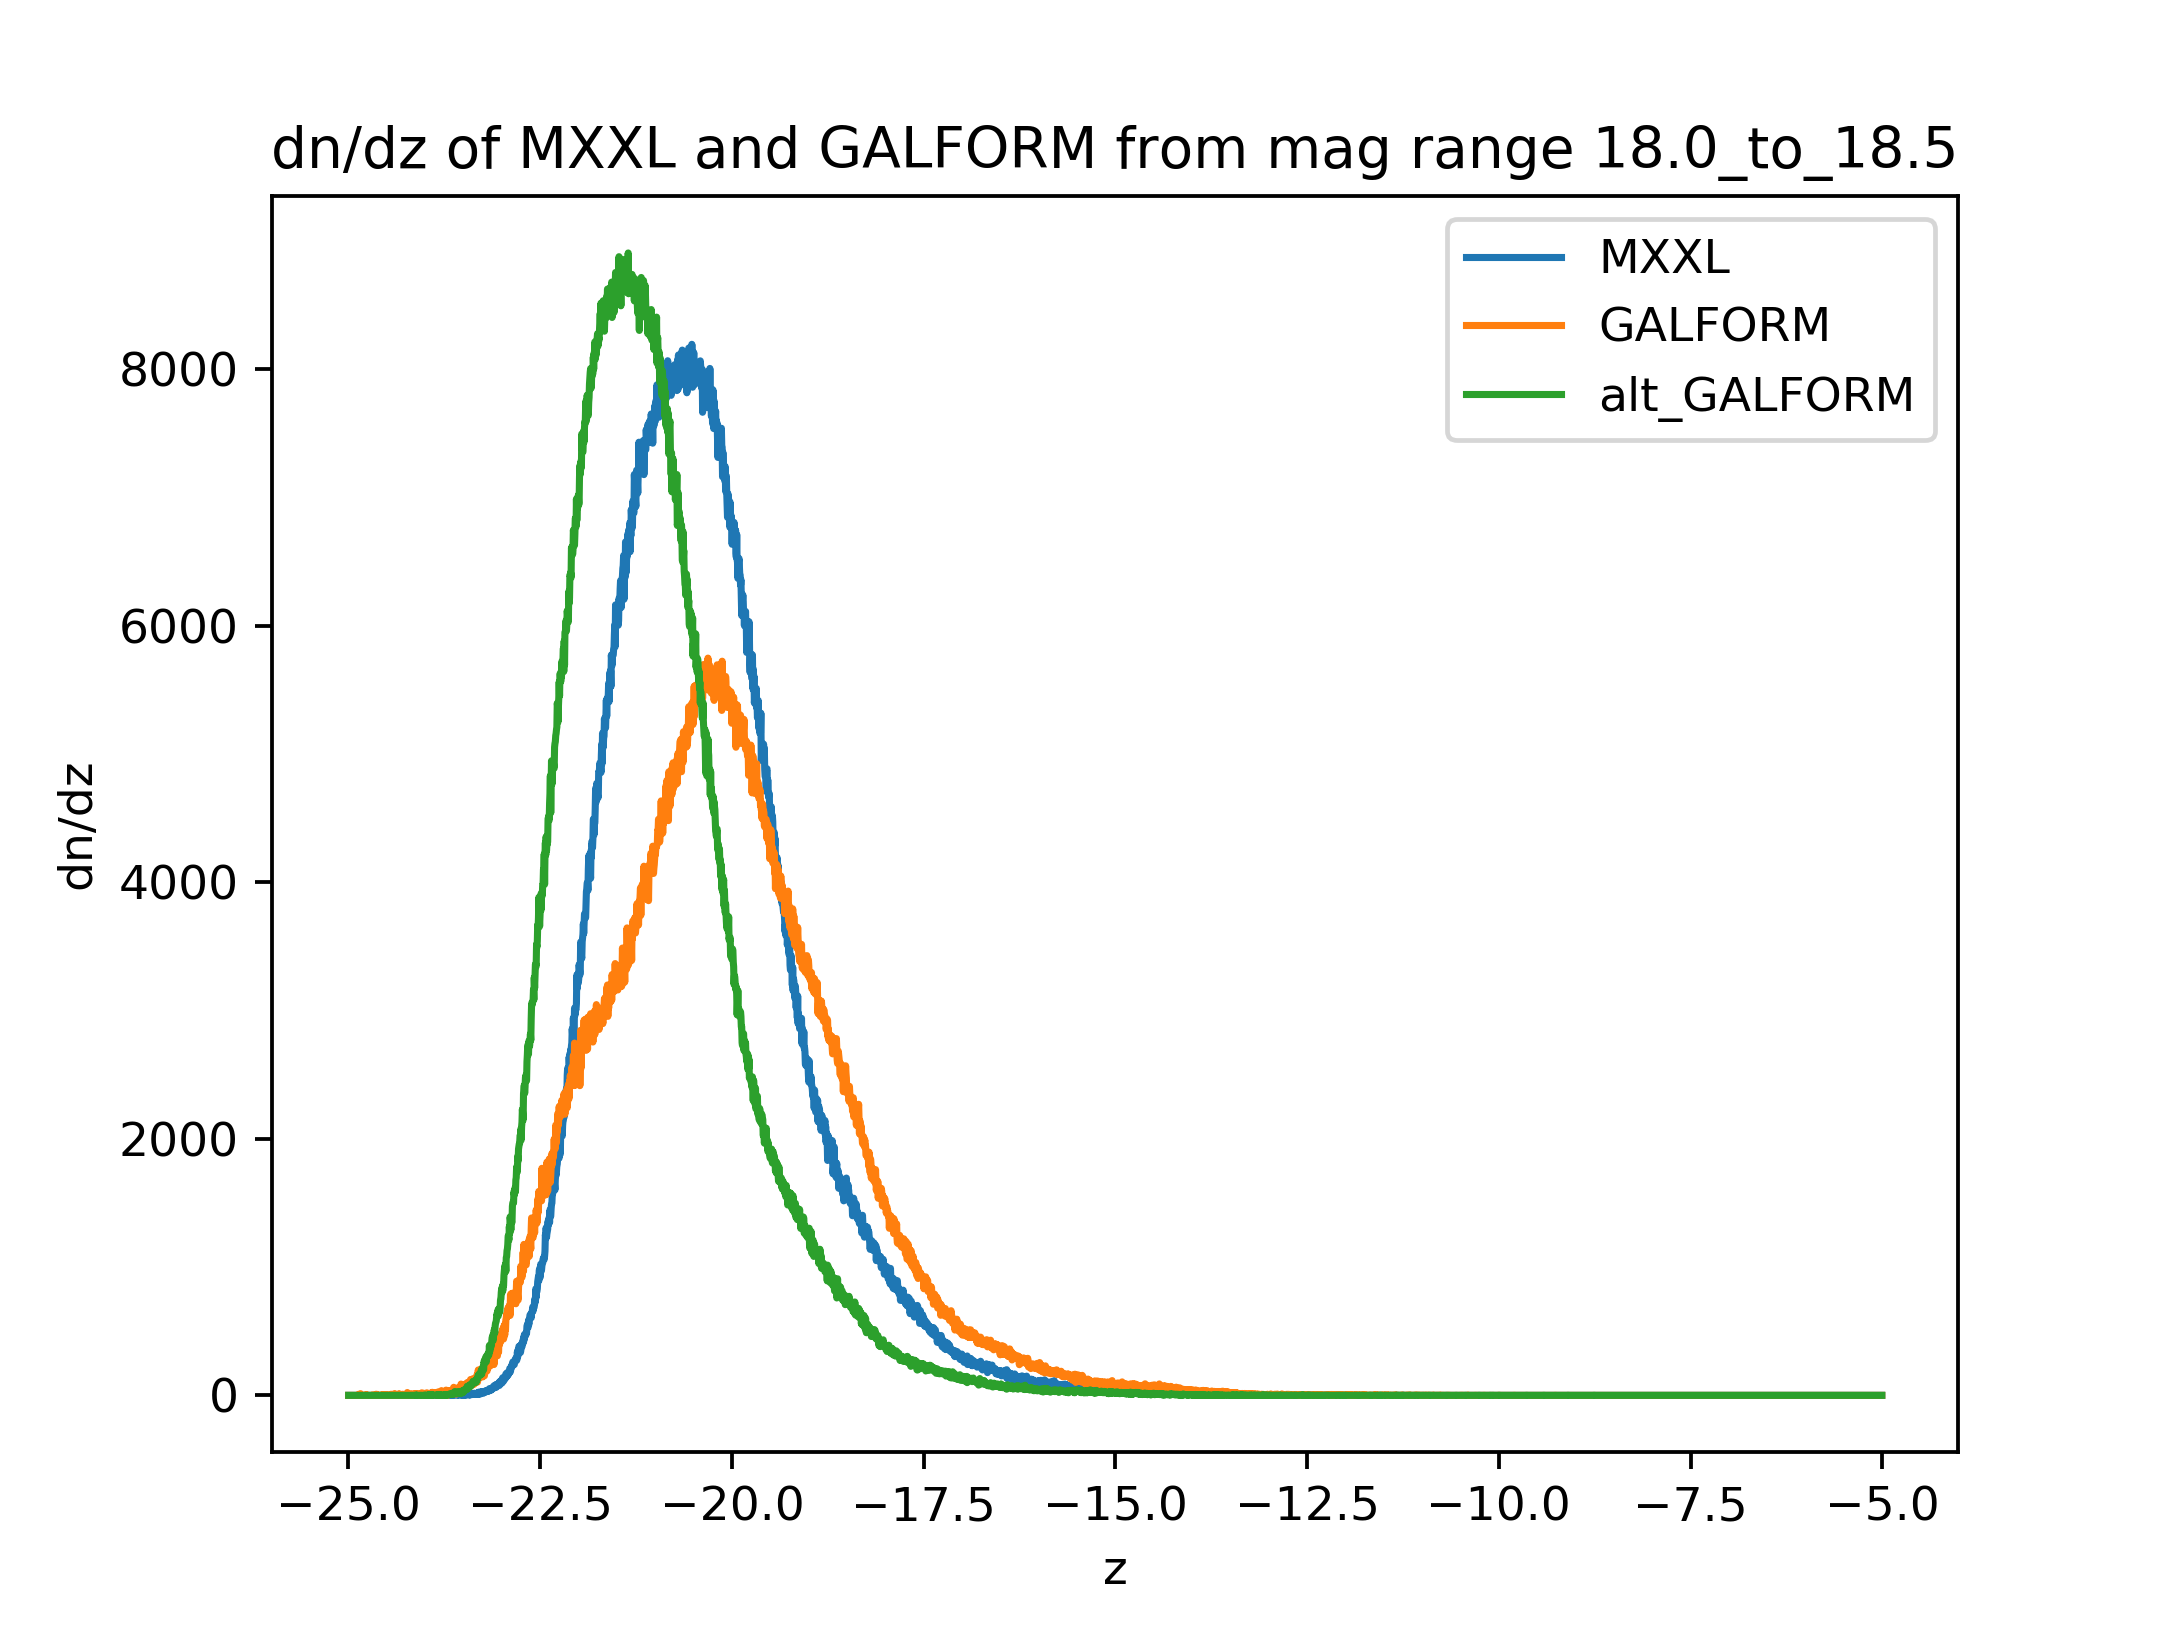 dn/dz of MXXL and GALFORM from mag range 18.0_to_18.5
MXXL
GALFORM
alt_GALFORM
8000
6000
4000
2000
0
dn/dz
−25.0 −22.5 −20.0 −17.5 −15.0 −12.5 −10.0 −7.5 −5.0
z